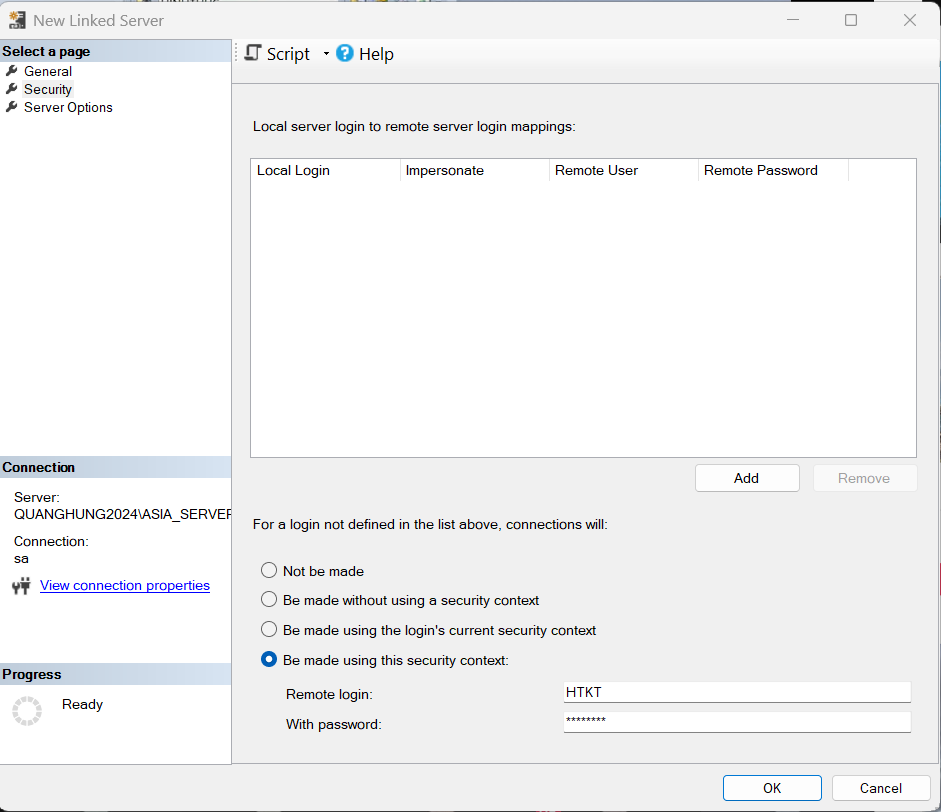 New Linked Server
Select a page
General
Security
Server Options
Script
Help
Local server login to remote server login mappings:
Local Login Impersonate Remote User Remote Password
Add Remove
Connection
Server:
QUANGHUNG2024\ASIA_SERVER
Connection:
sa
View connection properties
Progress
Ready
For a login not defined in the list above, connections will:
Not be made
Be made without using a security context
Be made using the login's current security context
Be made using this security context:
Remote login: HTKT
With password: ********
OK Cancel